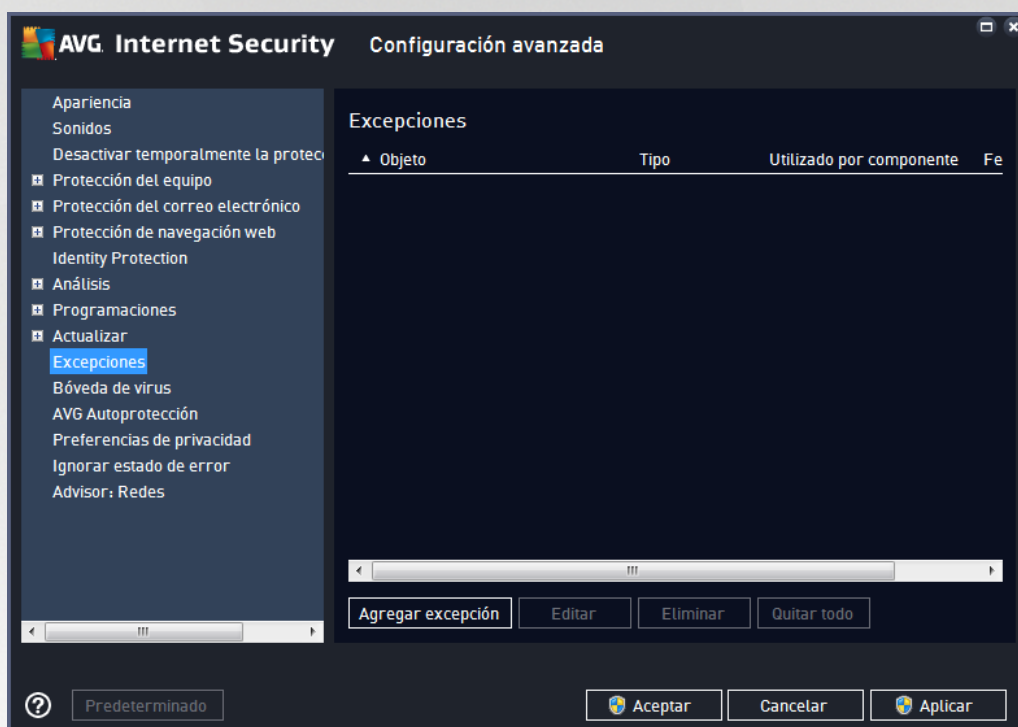 AVG. Internet Security Configuración avanzada
Apariencia
Sonidos
Desactivar temporalmente la protec
Protección del equipo
Protección del correo electrónico
Protección de navegación web
Identity Protection
Análisis
Programaciones
Actualizar
Excepciones
Bóveda de virus
AVG Autoprotección
Preferencias de privacidad
Ignorar estado de error
Advisor: Redes
Excepciones
Objeto Tipo Utilizado por componente Fe
Agregar excepción Editar Eliminar Quitar todo
? Predeterminado Aceptar Cancelar Aplicar